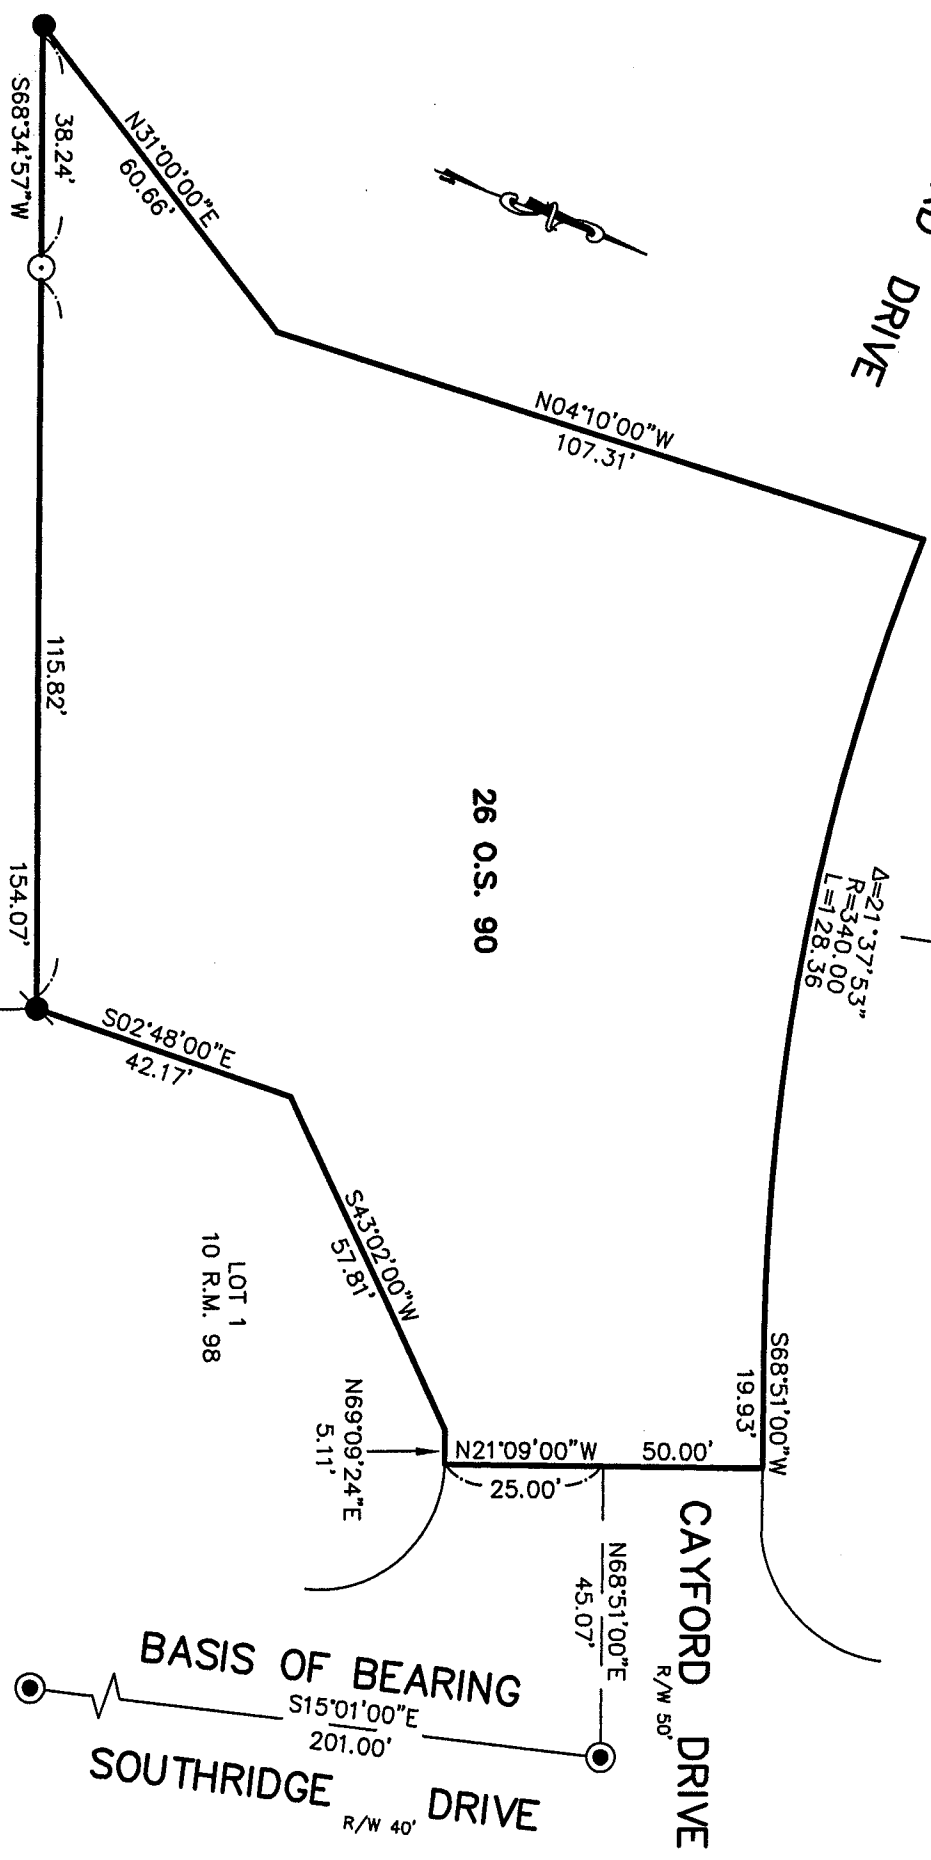 DRIVE
S68°34'57"W
38.24'
N31°00'00"E
60.66'
N04°10'00"W
107.31'
115.82'
154.07'
26 O.S. 90
Δ=21°37'53"
R=340.00
L=128.36
S02°48'00"E
42.17'
S43°02'00"W
57.81'
LOT 1
10 R.M. 98
N69°09'24"E
5.11'
N21°09'00"W
50.00'
25.00'
S68°51'00"W
19.93'
CAYFORD DRIVE
R/W 50'
N68°51'00"E
45.07'
BASIS OF BEARING
S15°01'00"E
201.00'
SOUTHRIDGE DRIVE
R/W 40'